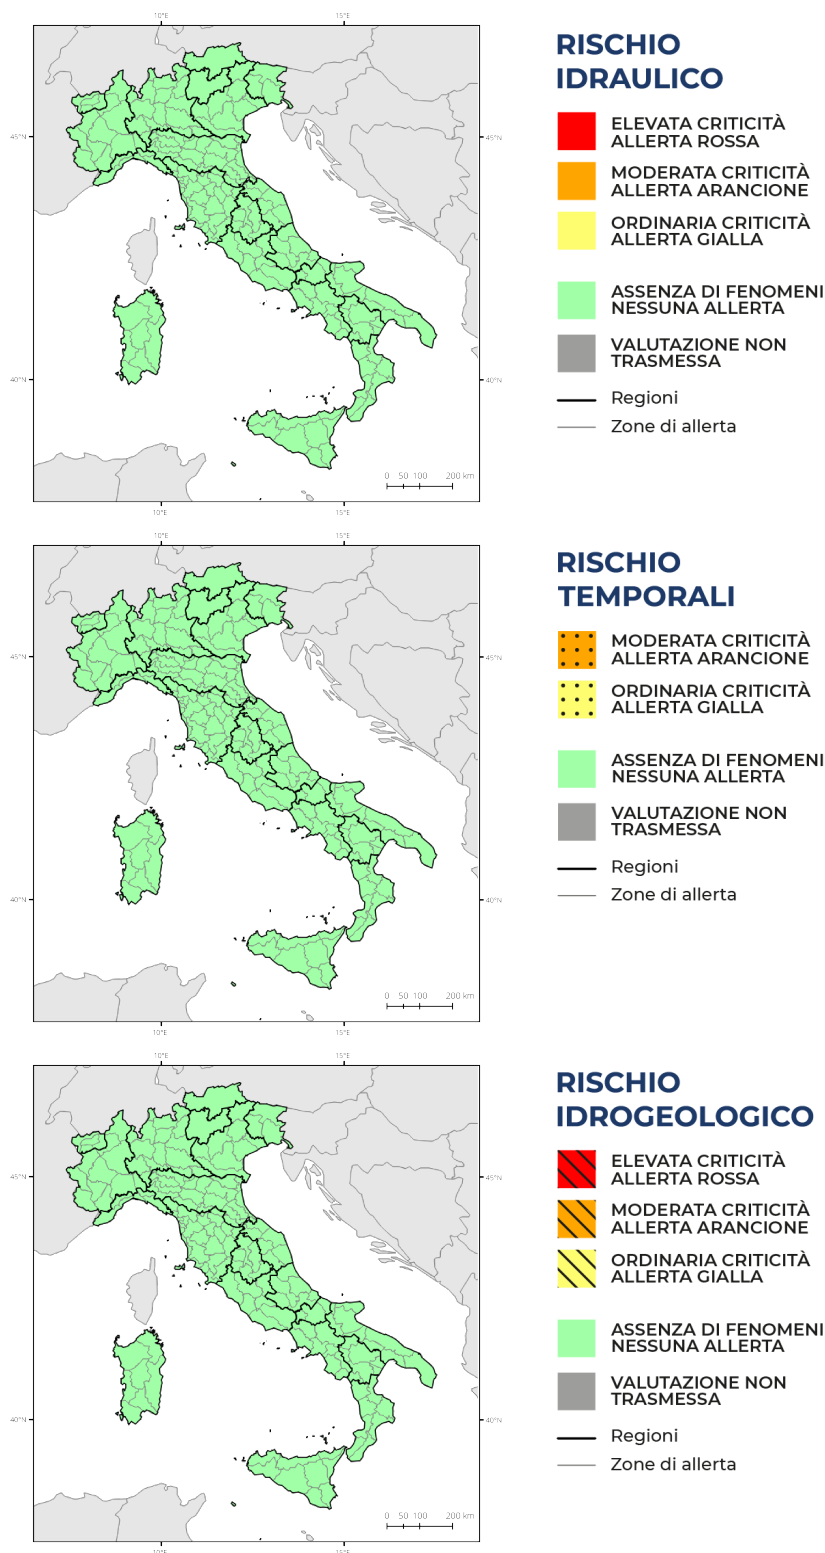 10°E 15°E
RISCHIO
IDRAULICO
ELEVATA CRITICITÀ
ALLERTA ROSSA
45°N 45°N
MODERATA CRITICITÀ
ALLERTA ARANCIONE
ORDINARIA CRITICITÀ
ALLERTA GIALLA
ASSENZA DI FENOMENI
NESSUNA ALLERTA
VALUTAZIONE NON
TRASMESSA
40°N 40°N
Regioni
Zone di allerta
0 50 100 200 km
10°E 15°E
10°E 15°E
RISCHIO
TEMPORALI
MODERATA CRITICITÀ
ALLERTA ARANCIONE
45°N 45°N
ORDINARIA CRITICITÀ
ALLERTA GIALLA
ASSENZA DI FENOMENI
NESSUNA ALLERTA
VALUTAZIONE NON
TRASMESSA
Regioni
Zone di allerta
40°N 40°N
0 50 100 200 km
10°E 15°E
10°E 15°E
RISCHIO
IDROGEOLOGICO
ELEVATA CRITICITÀ
ALLERTA ROSSA
45°N 45°N
MODERATA CRITICITÀ
ALLERTA ARANCIONE
ORDINARIA CRITICITÀ
ALLERTA GIALLA
ASSENZA DI FENOMENI
NESSUNA ALLERTA
VALUTAZIONE NON
TRASMESSA
40°N 40°N
Regioni
Zone di allerta
0 50 100 200 km
10°E 15°E